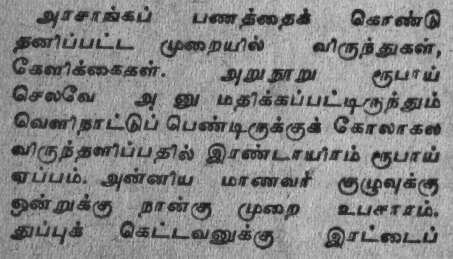 அரசாங்கப் பணத்தைக் கொண்டு
தனிப்பட்ட முறையில் விருந்துகள்,
கேளிக்கைகள். அறுநூறு ரூபாய்
செலவே அனுமதிக்கப்பட்டிருந்தும்
வெளிநாட்டுப் பெண்டிருக்குக் கோலாகல
விருந்தளிப்பதில் இரண்டாயிரம் ரூபாய்
ஏப்பம். அன்னிய மாணவர் குழுவுக்கு
ஒன்றுக்கு நான்கு முறை உபசாரம்.
துப்புக் கெட்டவனுக்கு இரட்டைப்